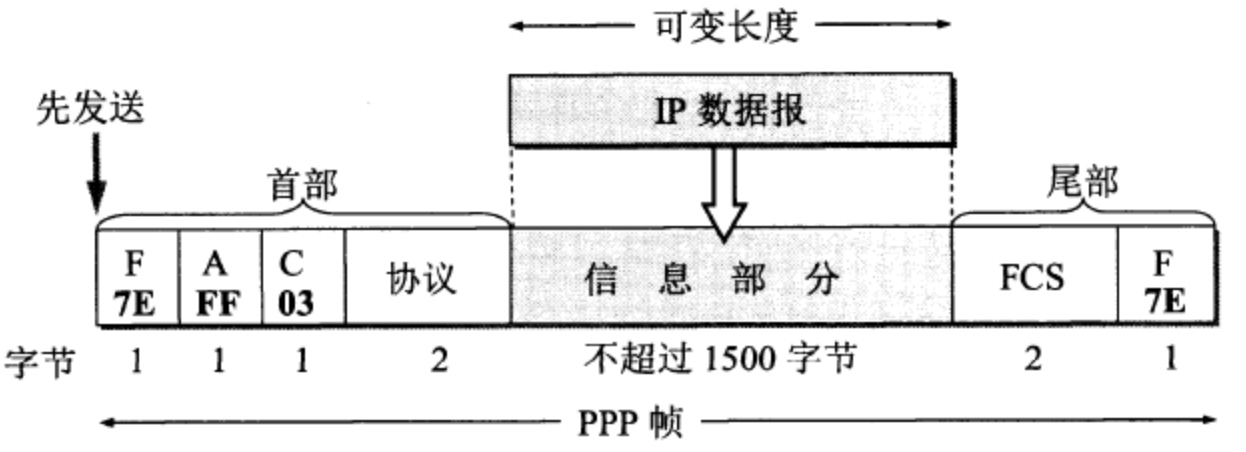 可变长度
IP 数据报
先发送
首部
尾部
F A C 协议 信息部分 FCS F
7E FF 03 7E
字节 1 1 1 2 不超过 1500 字节 2 1
PPP 帧